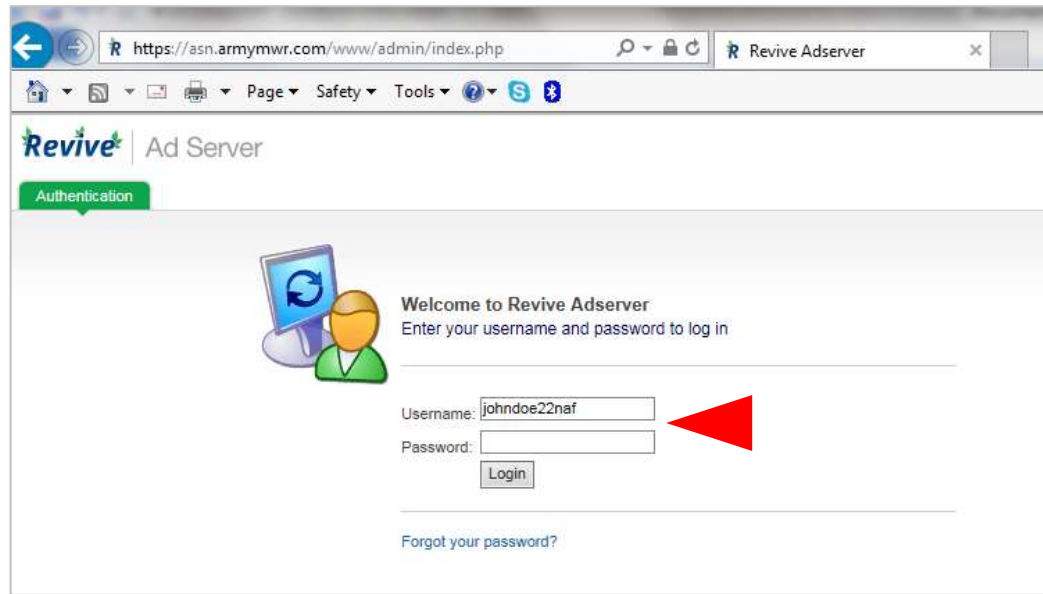 https://asn.armymwr.com/www/admin/index.php
Revive Adserver
Page Safety Tools
Revive Ad Server
Authentication
Welcome to Revive Adserver
Enter your username and password to log in
Username: johndoe22naf
Password:
Login
Forgot your password?